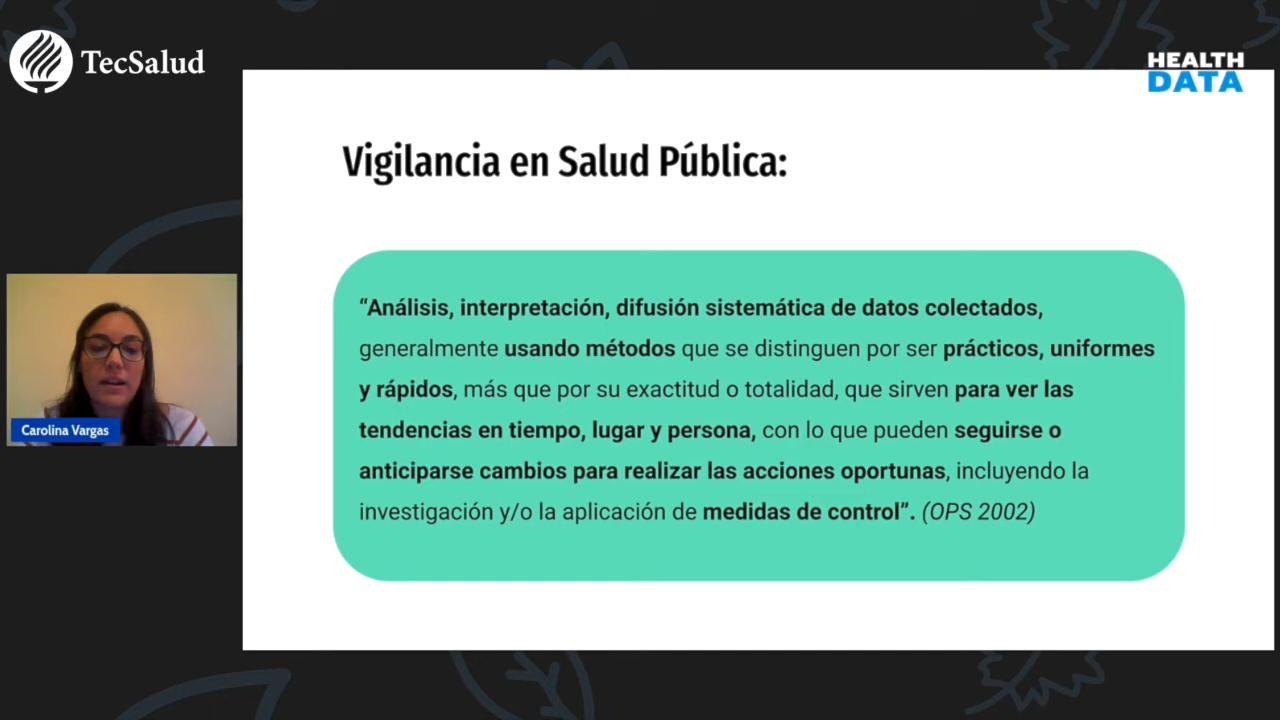 TecSalud
HEALTH
DATA
Vigilancia en Salud Pública:
“Análisis, interpretación, difusión sistemática de datos colectados,
generalmente usando métodos que se distinguen por ser prácticos, uniformes
y rápidos, más que por su exactitud o totalidad, que sirven para ver las
tendencias en tiempo, lugar y persona, con lo que pueden seguirse o
anticiparse cambios para realizar las acciones oportunas, incluyendo la
investigación y/o la aplicación de medidas de control”. (OPS 2002)
Carolina Vargas